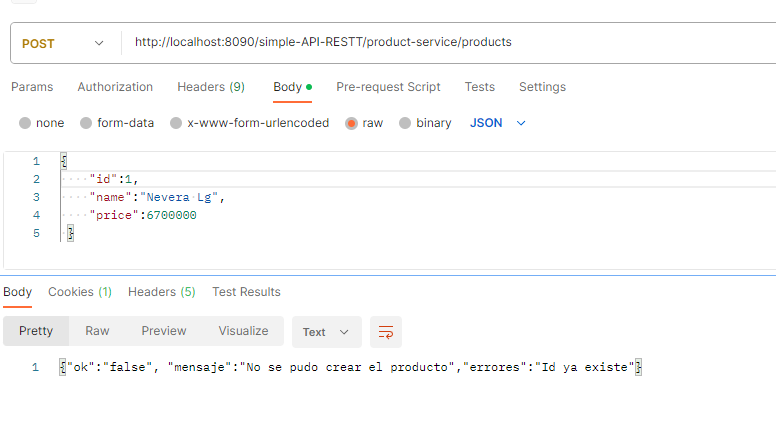 POST http://localhost:8090/simple-API-RESTT/product-service/products
Params Authorization Headers (9) Body Pre-request Script Tests Settings
none form-data x-www-form-urlencoded raw binary JSON
1 {
2 "id":1,
3 "name":"Nevera Lg",
4 "price":6700000
5 }
Body Cookies (1) Headers (5) Test Results
Pretty Raw Preview Visualize Text
1 {"ok":"false", "mensaje":"No se pudo crear el producto","errores":"Id ya existe"}